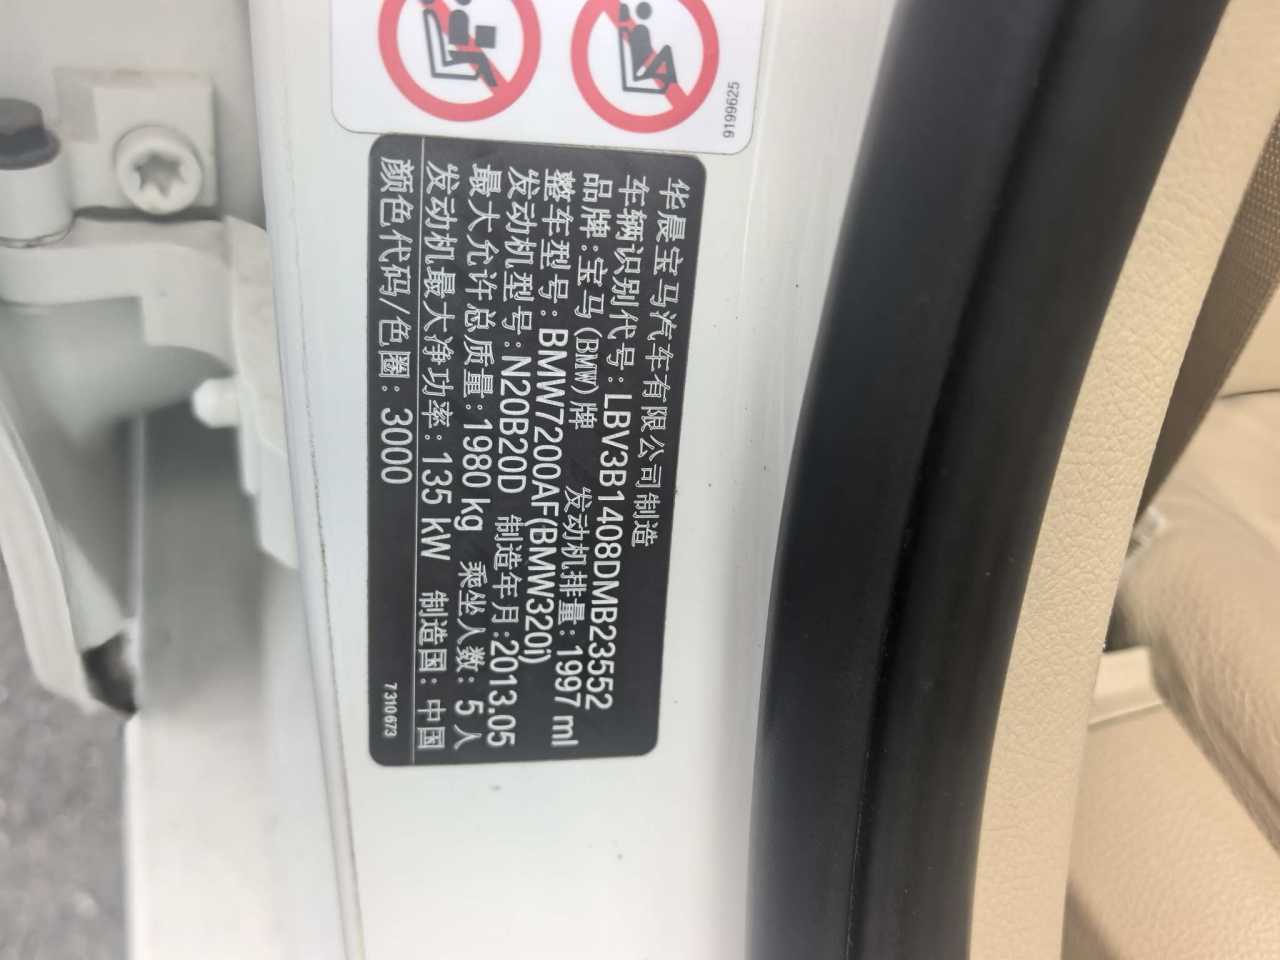 9199625
华晨宝马汽车有限公司制造
车辆识别代号:LBV3B1408DMB23552
品牌:宝马(BMW)牌 发动机排量:1997 ml
整车型号:BMW7200AF(BMW320i)
发动机型号:N20B20D 制造年月:2013.05
最大允许总质量:1980 kg 乘坐人数:5人
发动机最大净功率:135 kW 制造国:中国
颜色代码/色圈:3000
7310673